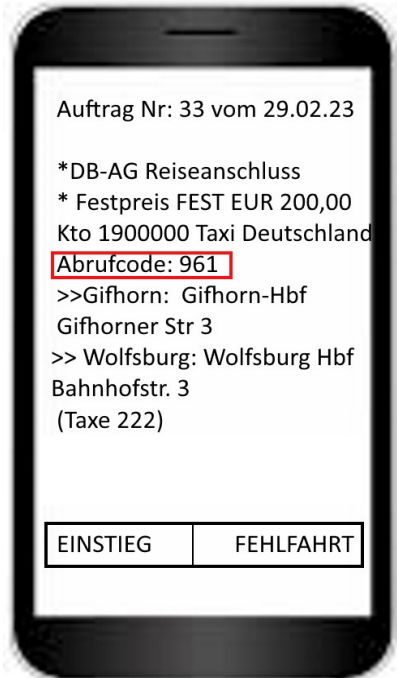 Auftrag Nr: 33 vom 29.02.23
*DB-AG Reiseanschluss
* Festpreis FEST EUR 200,00
Kto 1900000 Taxi Deutschland
Abrufcode: 961
>>Gifhorn: Gifhorn-Hbf
Gifhorner Str 3
>> Wolfsburg: Wolfsburg Hbf
Bahnhofstr. 3
(Taxe 222)
EINSTIEG FEHLFAHRT